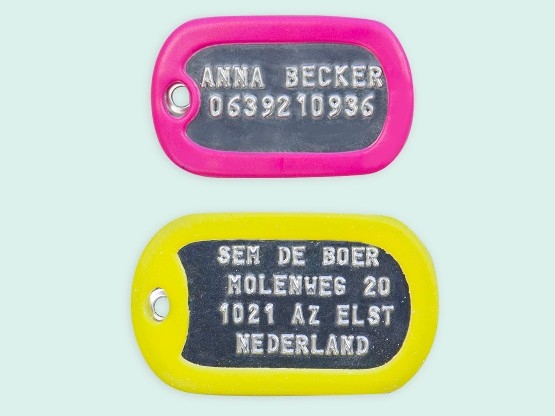 ANNA BECKER
0639210936
SEM DE BOER
MOLENWEG 20
1021 AZ ELST
NEDERLAND